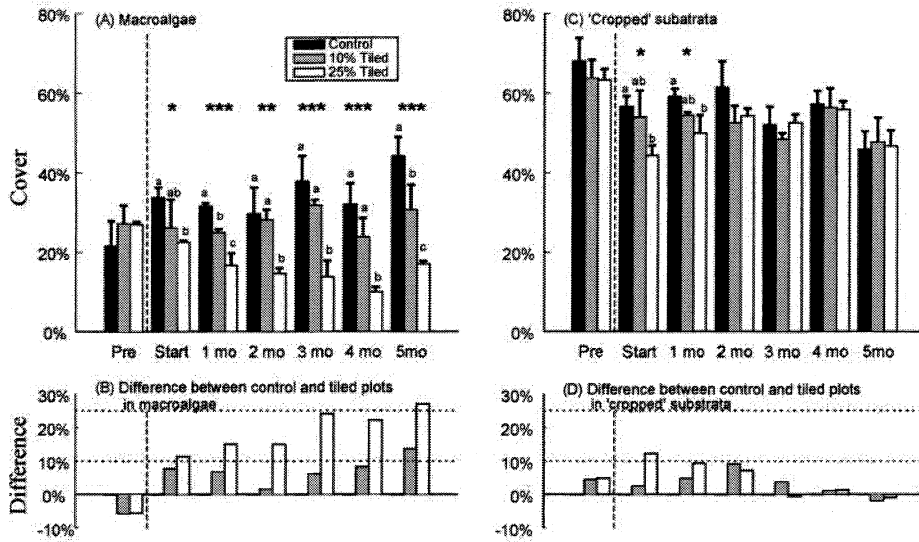 (A) Macroalgae
Control
10% Tiled
25% Tiled
Cover
80%
60%
40%
20%
0%
* *** ** *** *** ***
a ab b
a b c
a a b
a a b
a a b
a b c
Pre Start 1 mo 2 mo 3 mo 4 mo 5mo
(B) Difference between control and tiled plots
in macroalgae
Difference
30%
20%
10%
0%
-10%
(C) 'Cropped' subatrata
80%
60%
40%
20%
0%
* *
a ab b
a ab b
Pre Start 1 mo 2 mo 3 mo 4 mo 5mo
(D) Difference between control and tiled plots
in 'cropped' substrata
30%
20%
10%
0%
-10%